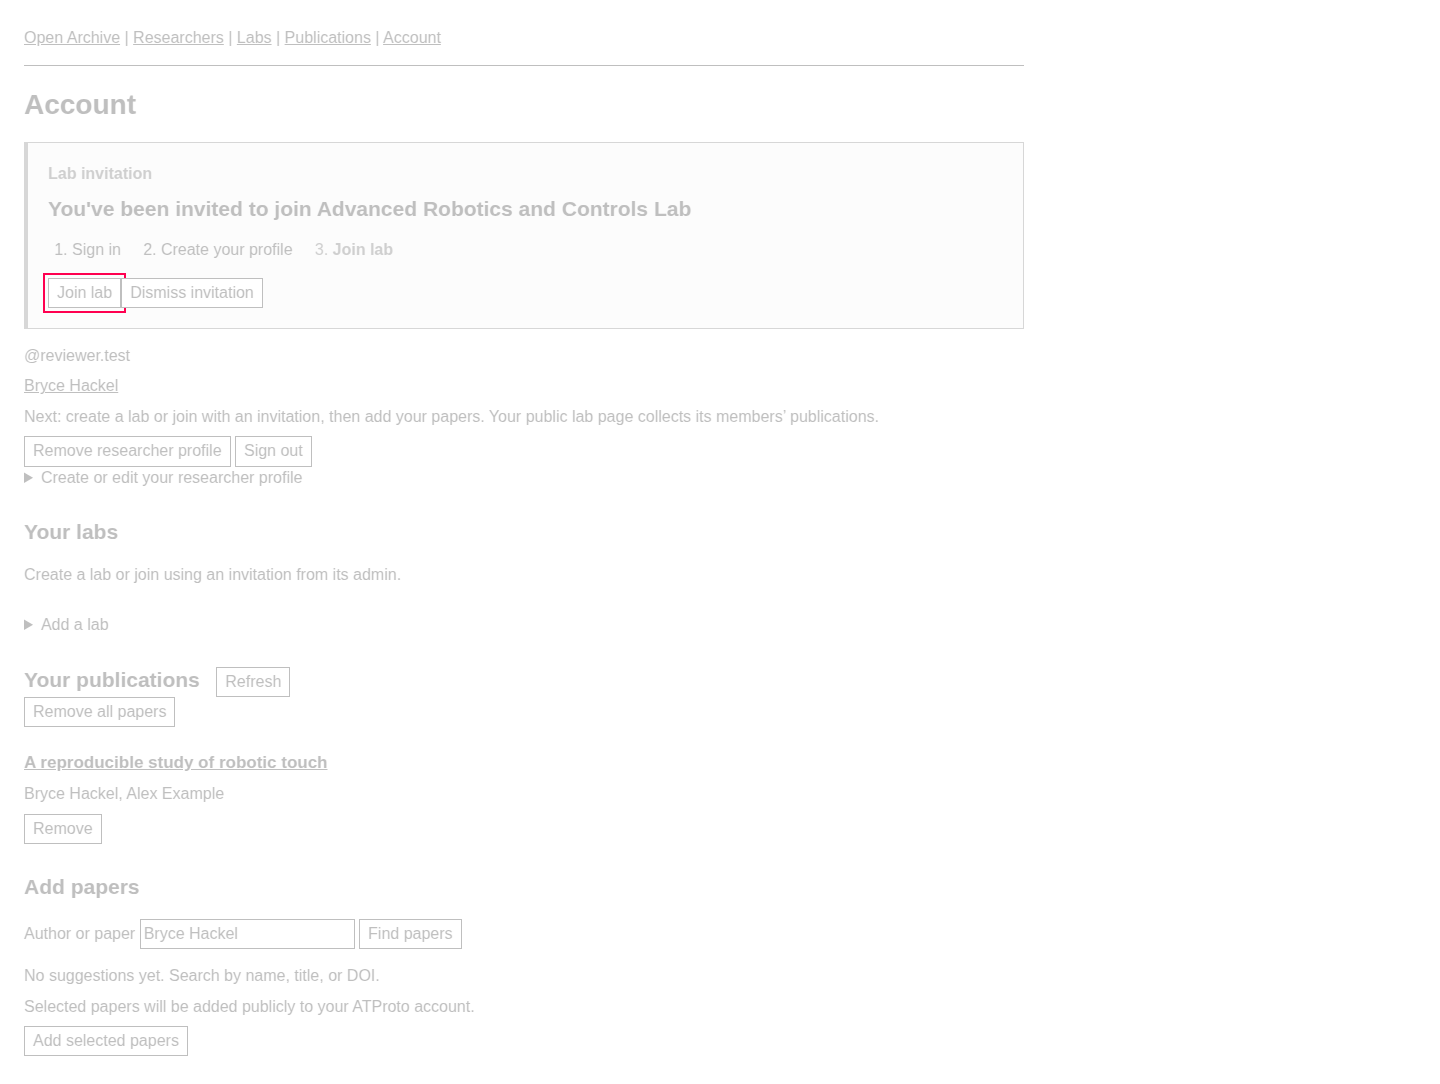 Open Archive | Researchers | Labs | Publications | Account
Account
Lab invitation
You've been invited to join Advanced Robotics and Controls Lab
1. Sign in 2. Create your profile 3. Join lab
Join lab Dismiss invitation
@reviewer.test
Bryce Hackel
Next: create a lab or join with an invitation, then add your papers. Your public lab page collects its members’ publications.
Remove researcher profile Sign out
Create or edit your researcher profile
Your labs
Create a lab or join using an invitation from its admin.
Add a lab
Your publications Refresh
Remove all papers
A reproducible study of robotic touch
Bryce Hackel, Alex Example
Remove
Add papers
Author or paper Bryce Hackel Find papers
No suggestions yet. Search by name, title, or DOI.
Selected papers will be added publicly to your ATProto account.
Add selected papers